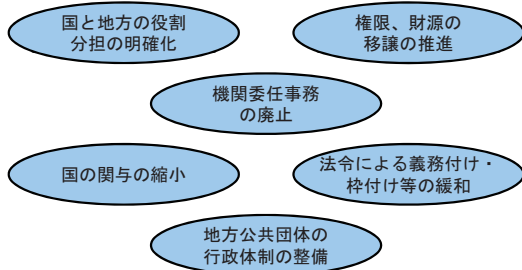 国と地方の役割
分担の明確化
権限、財源の
移譲の推進
機関委任事務
の廃止
国の関与の縮小
法令による義務付け・
枠付け等の緩和
地方公共団体の
行政体制の整備